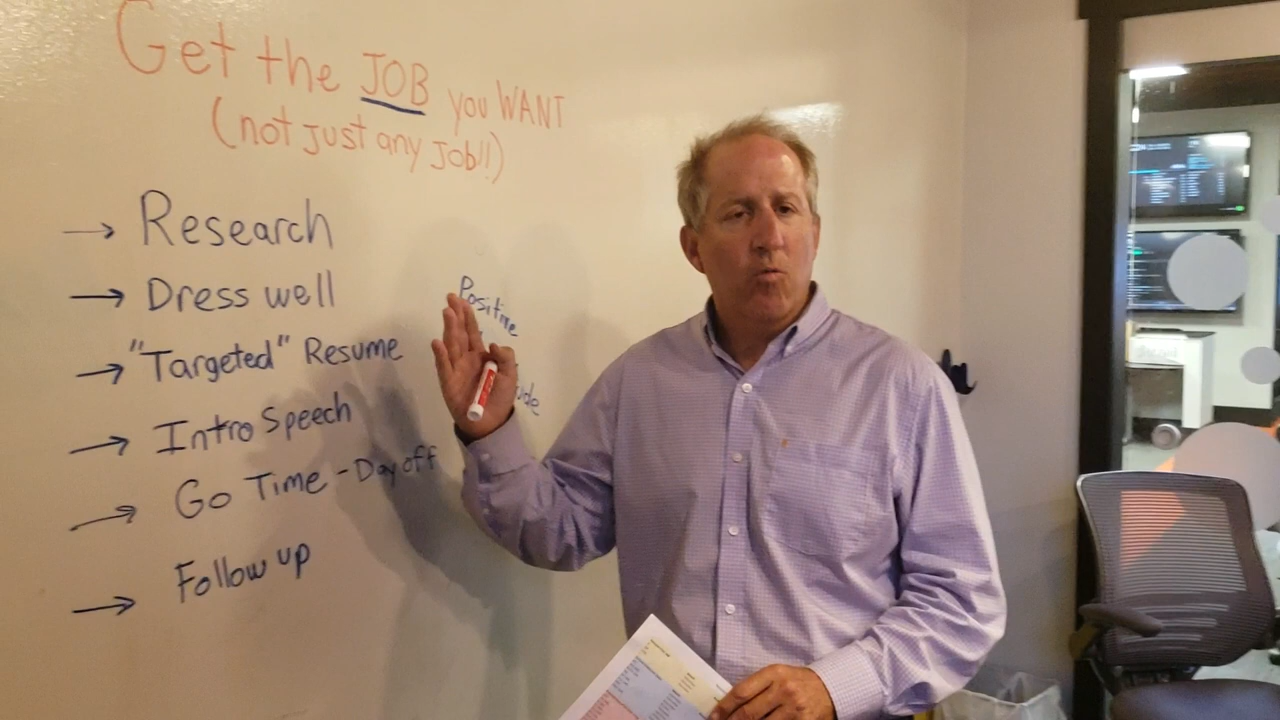 Get the JOB you WANT
(not just any Job!!)
→ Research
→ Dress well
→ "Targeted" Resume
→ Intro Speech
→ Go Time - Day off
→ Follow up
Positive